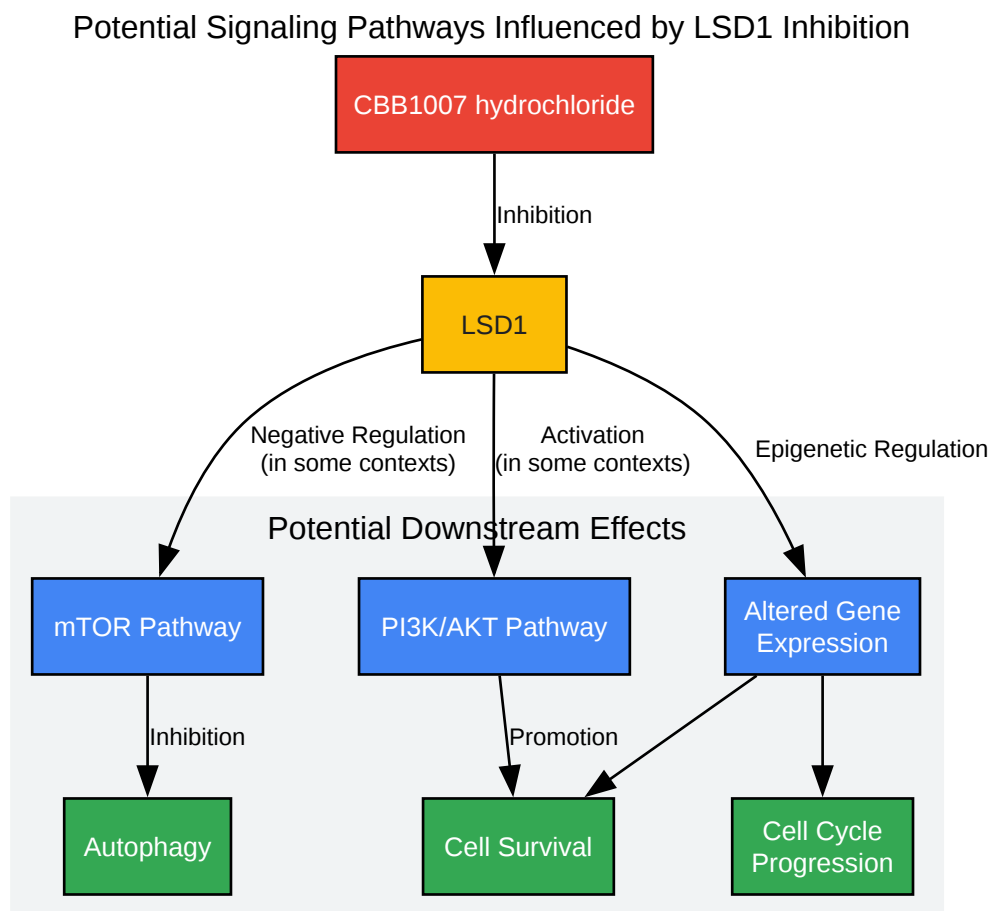 Potential Signaling Pathways Influenced by LSD1 Inhibition
CBB1007 hydrochloride
Inhibition
LSD1
Negative Regulation
(in some contexts)
Activation
(in some contexts)
Epigenetic Regulation
Potential Downstream Effects
mTOR Pathway
PI3K/AKT Pathway
Altered Gene
Expression
Inhibition
Promotion
Autophagy
Cell Survival
Cell Cycle
Progression